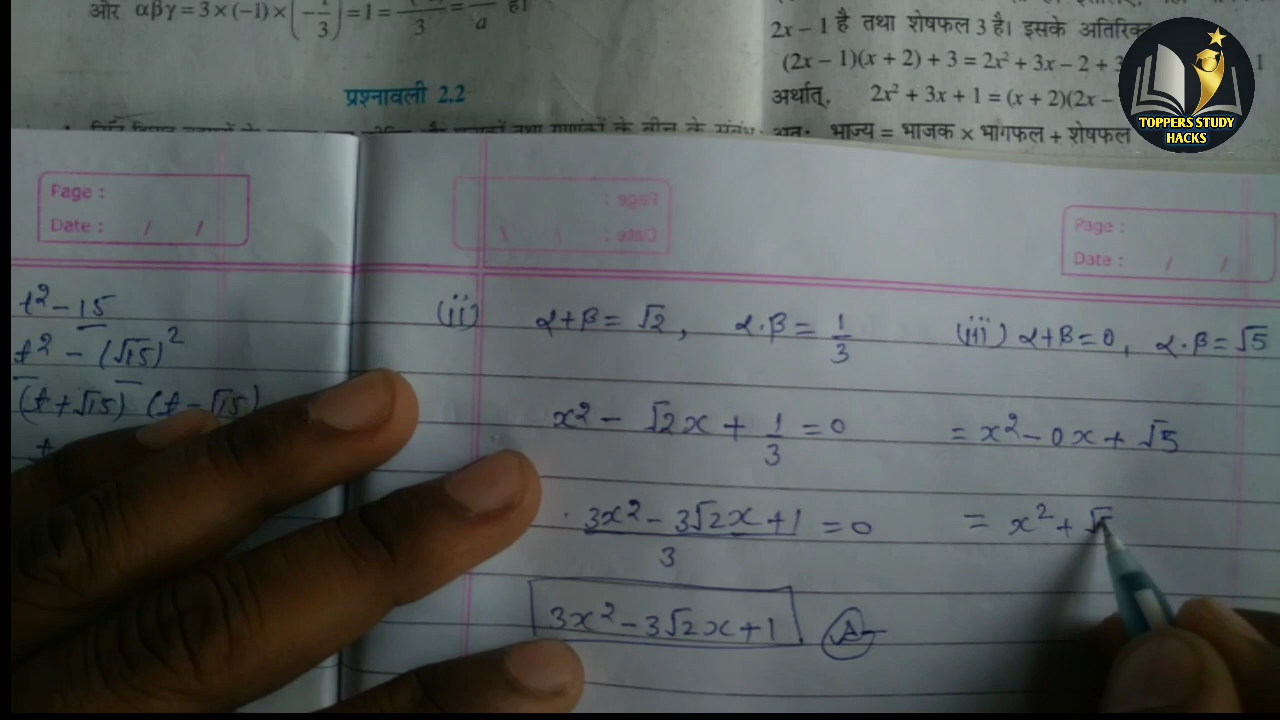 और αβγ = 3 × (−1) × (−1/3) = 1 =
प्रश्नावली 2.2
2x − 1 है तथा शेषफल 3 है। इसके
(2x − 1)(x + 2) + 3 = 2x² + 3x − 2 + 3
अर्थात्, 2x² + 3x + 1 = (x + 2)(2x −
अतः भाज्य = भाजक × भागफल + शेषफल
TOPPERS STUDY
HACKS
Page :
Date : / /
t² − 15
t² − (√15)²
(t + √15) (t − √15)
Page :
Date : / /
(ii) α+β = √2, α.β = 1/3
x² − √2x + 1/3 = 0
3x² − 3√2x + 1 / 3 = 0
3x² − 3√2x + 1
Page :
Date : / /
(iii) α+β = 0, α.β = √5
= x² − 0x + √5
= x² + √5